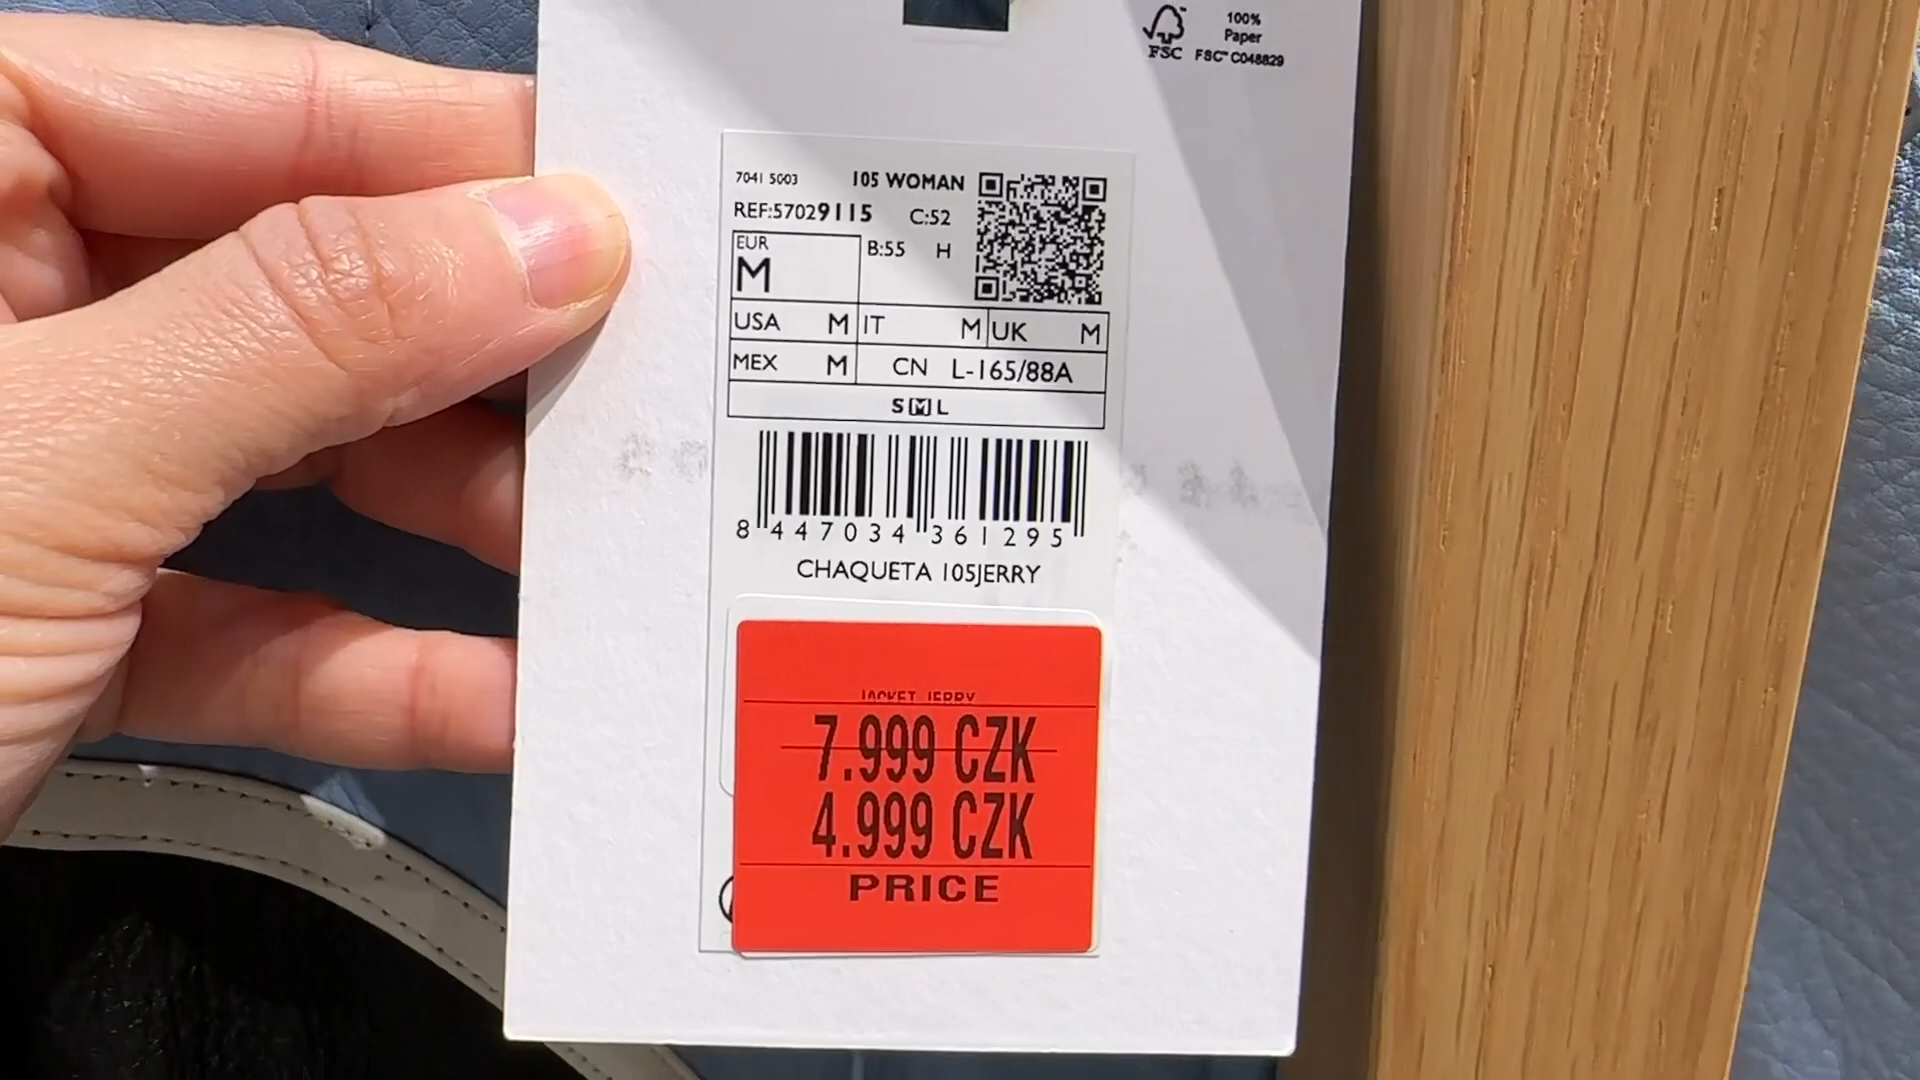 100%
Paper
FSC
FSC™ C048829
7041 5003
105 WOMAN
REF:57029115
C:52
EUR
M
B:55
H
USA M
IT M
UK M
MEX M
CN L-165/88A
S M L
8 447034 361295
CHAQUETA 105JERRY
JACKET JERRY
7.999 CZK
4.999 CZK
PRICE